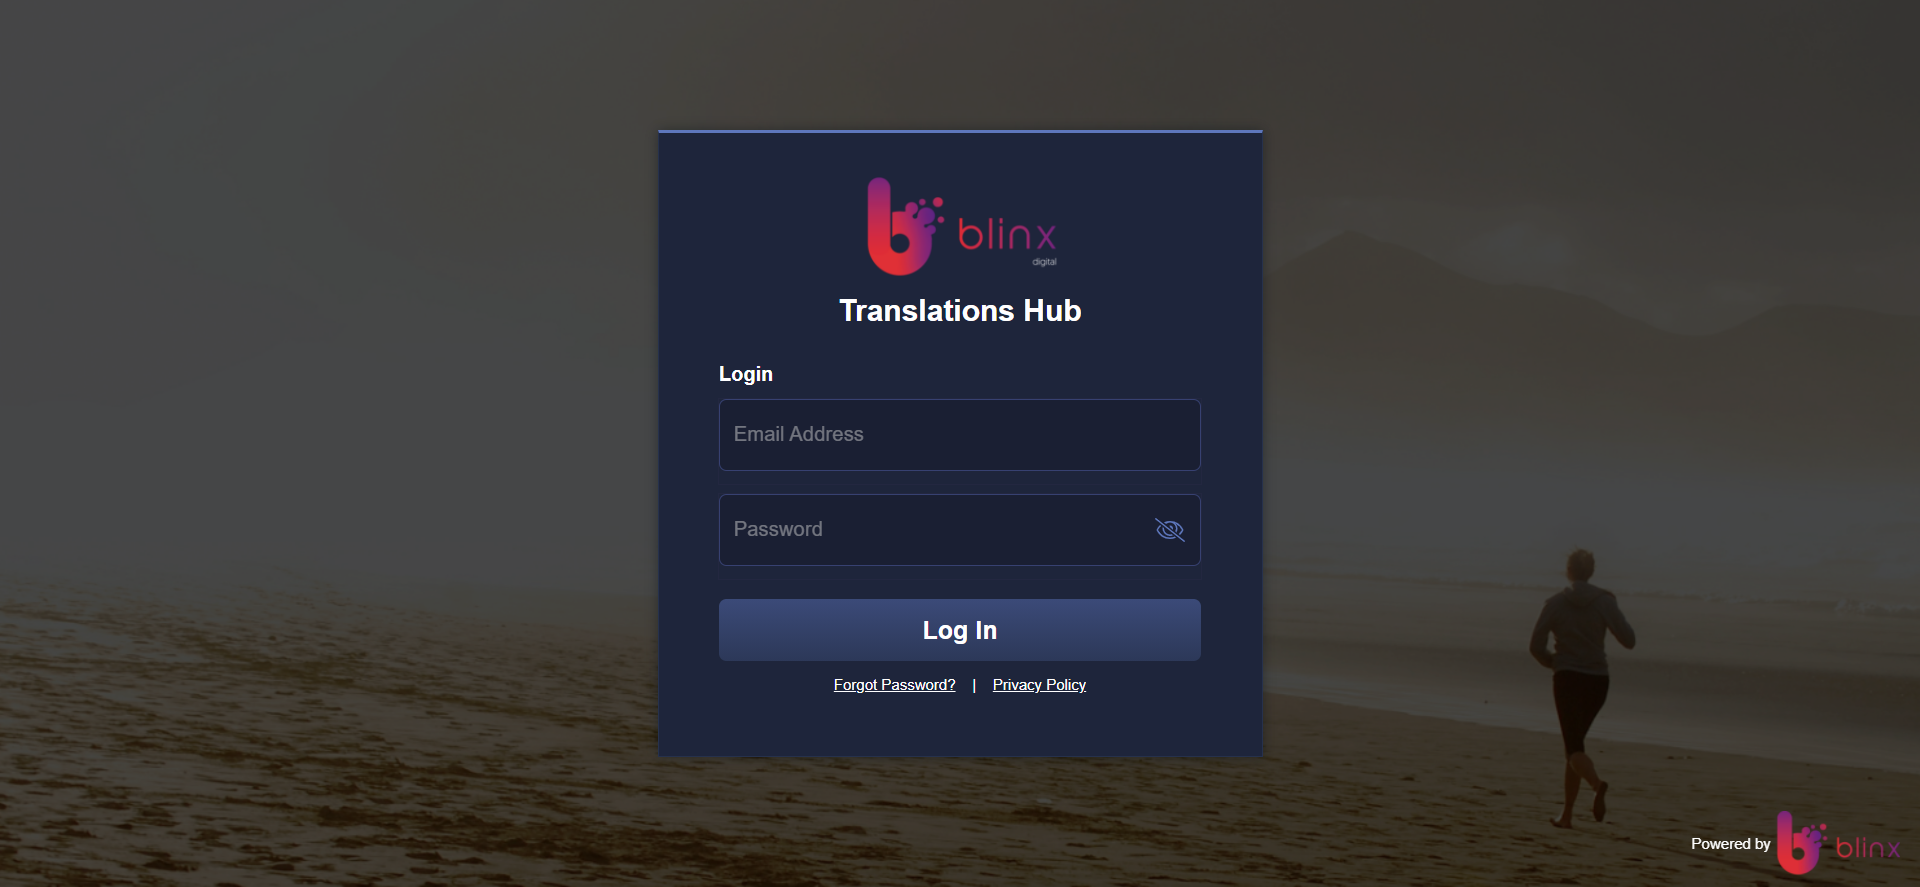 blinx
digital
Translations Hub
Login
Email Address
Password
Log In
Forgot Password? | Privacy Policy
Powered by blinx